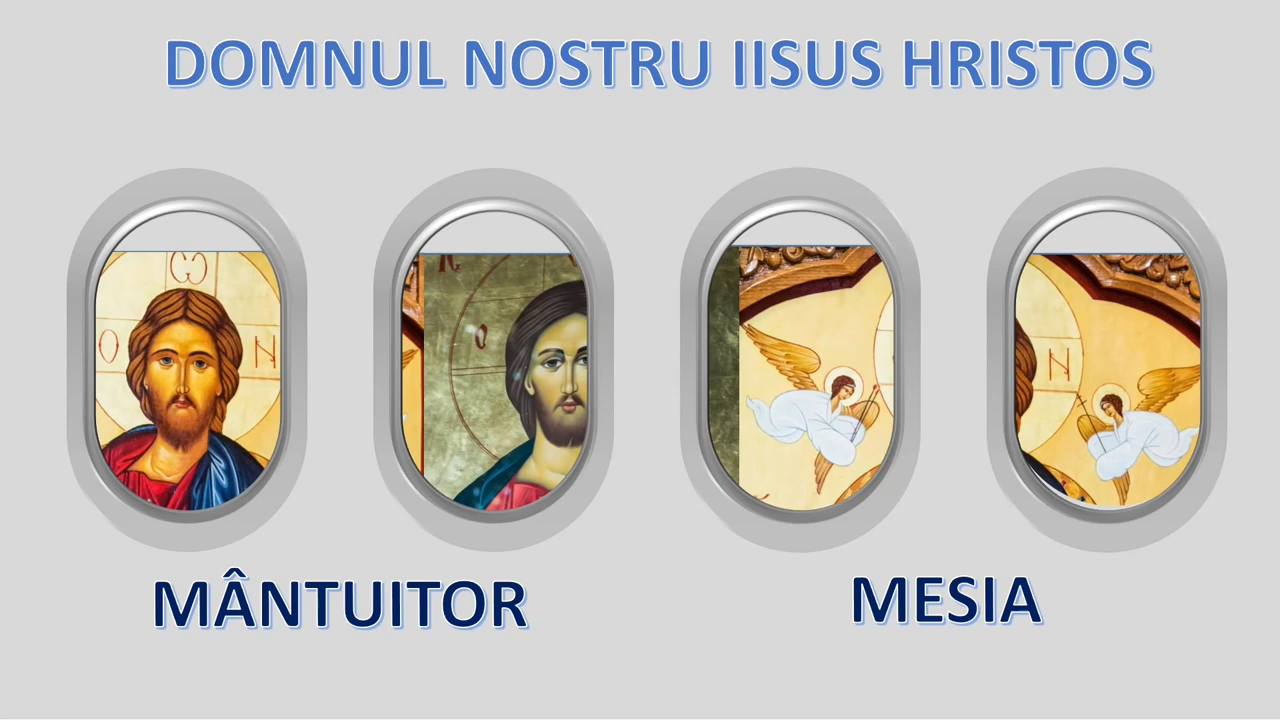 DOMNUL NOSTRU IISUS HRISTOS
Ѡ
О N
О
N
MÂNTUITOR
MESIA